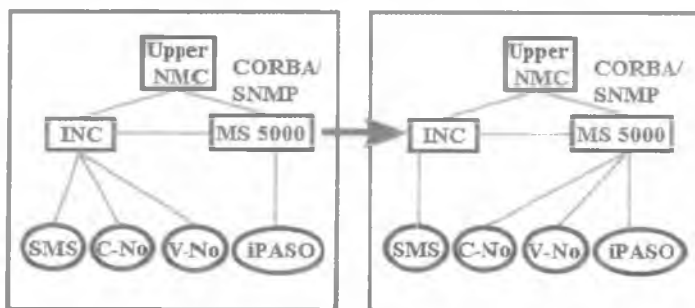 Upper
NMC
CORBA/
SNMP
INC
MS 5000
SMS
C-No
V-No
iPASO
Upper
NMC
CORBA/
SNMP
INC
MS 5000
SMS
C-No
V-No
iPASO